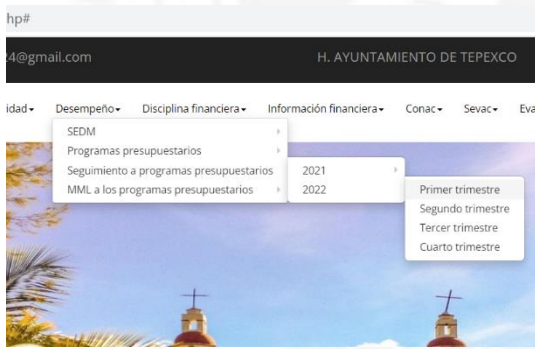 hp#
24@gmail.com H. AYUNTAMIENTO DE TEPEXCO
idad Desempeño Disciplina financiera Información financiera Conac Sevac Eva
SEDM
Programas presupuestarios
Seguimiento a programas presupuestarios 2021
MML a los programas presupuestarios 2022 Primer trimestre
Segundo trimestre
Tercer trimestre
Cuarto trimestre